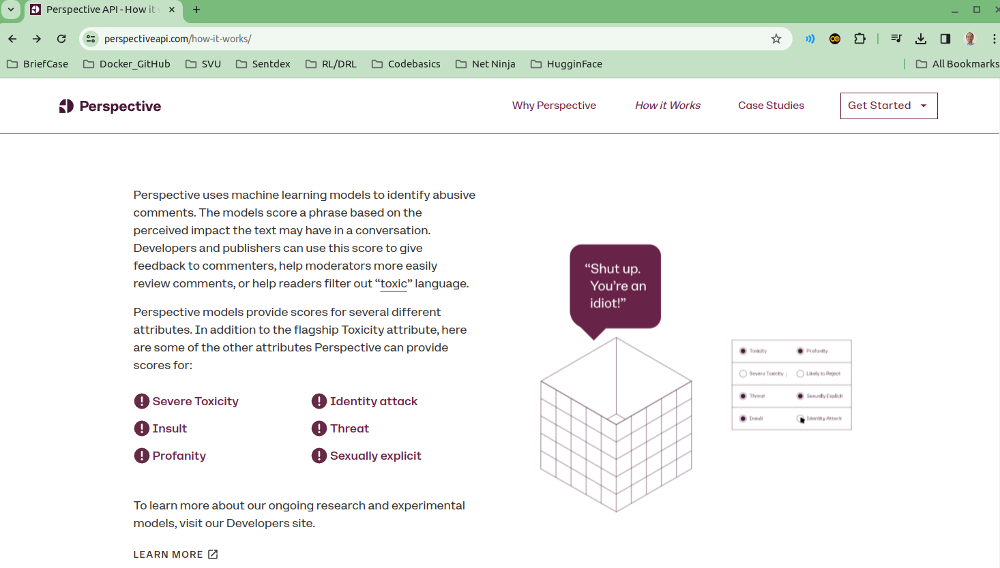 Perspective API - How it w
perspectiveapi.com/how-it-works/
BriefCase
Docker_GitHub
SVU
Sentdex
RL/DRL
Codebasics
Net Ninja
HugginFace
All Bookmarks
Perspective
Why Perspective
How it Works
Case Studies
Get Started
Perspective uses machine learning models to identify abusive
comments. The models score a phrase based on the
perceived impact the text may have in a conversation.
Developers and publishers can use this score to give
feedback to commenters, help moderators more easily
review comments, or help readers filter out “toxic” language.
Perspective models provide scores for several different
attributes. In addition to the flagship Toxicity attribute, here
are some of the other attributes Perspective can provide
scores for:
Severe Toxicity
Identity attack
Insult
Threat
Profanity
Sexually explicit
To learn more about our ongoing research and experimental
models, visit our Developers site.
LEARN MORE
“Shut up.
You’re an
idiot!”
Toxicity
Profanity
Severe Toxicity
Likely to Reject
Threat
Sexually Explicit
Insult
Identity Attack